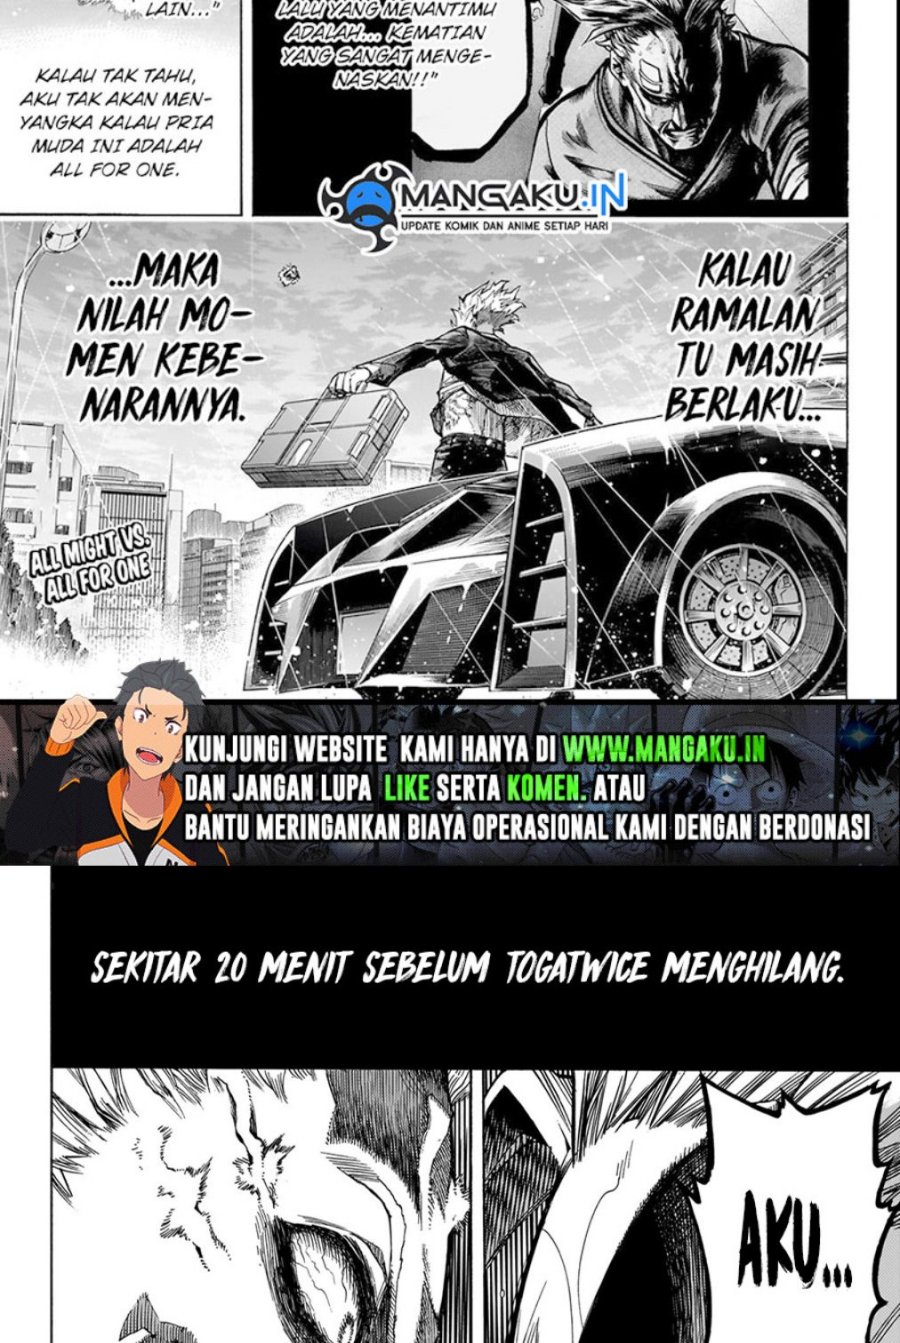 LALU YANG MENANTIMU
ADALAH... KEMATIAN
YANG SANGAT MENGE-
NASKAN!!"
LAIN..."
KALAU TAK TAHU,
AKU TAK AKAN MEN-
YANGKA KALAU PRIA
MUDA INI ADALAH
ALL FOR ONE.
MANGAKU.IN
UPDATE KOMIK DAN ANIME SETIAP HARI
KALAU
RAMALAN
TU MASIH
BERLAKU...
...MAKA
NILAH MO-
MEN KEBE-
NARANNYA.
ALL MIGHT VS.
ALL FOR ONE
KUNJUNGI WEBSITE KAMI HANYA DI WWW.MANGAKU.IN
DAN JANGAN LUPA LIKE SERTA KOMEN. ATAU
BANTU MERINGANKAN BIAYA OPERASIONAL KAMI DENGAN BERDONASI
SEKITAR 20 MENIT SEBELUM TOGATWICE MENGHILANG.
AKU...